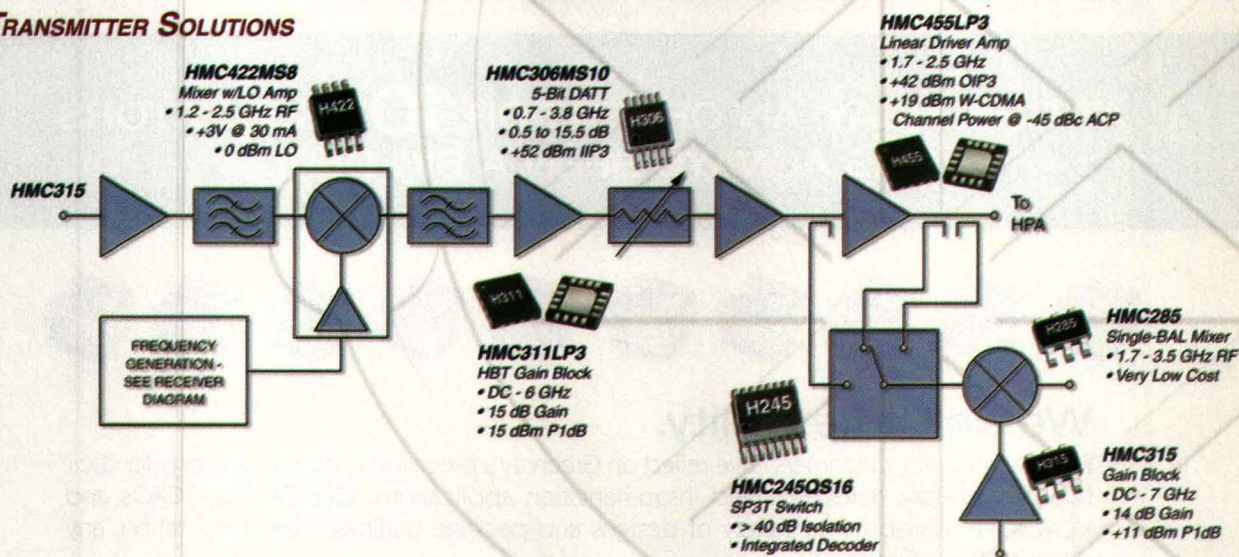 TRANSMITTER SOLUTIONS
HMC422MS8
Mixer w/LO Amp
• 1.2 - 2.5 GHz RF
• +3V @ 30 mA
• 0 dBm LO
H422
HMC306MS10
5-Bit DATT
• 0.7 - 3.8 GHz
• 0.5 to 15.5 dB
• +52 dBm IIP3
H306
HMC455LP3
Linear Driver Amp
• 1.7 - 2.5 GHz
• +42 dBm OIP3
• +19 dBm W-CDMA
Channel Power @ -45 dBc ACP
H455
HMC315
To
HPA
FREQUENCY
GENERATION -
SEE RECEIVER
DIAGRAM
H311
HMC311LP3
HBT Gain Block
• DC - 6 GHz
• 15 dB Gain
• 15 dBm P1dB
H245
HMC245QS16
SP3T Switch
• > 40 dB Isolation
• Integrated Decoder
H285
HMC285
Single-BAL Mixer
• 1.7 - 3.5 GHz RF
• Very Low Cost
H315
HMC315
Gain Block
• DC - 7 GHz
• 14 dB Gain
• +11 dBm P1dB